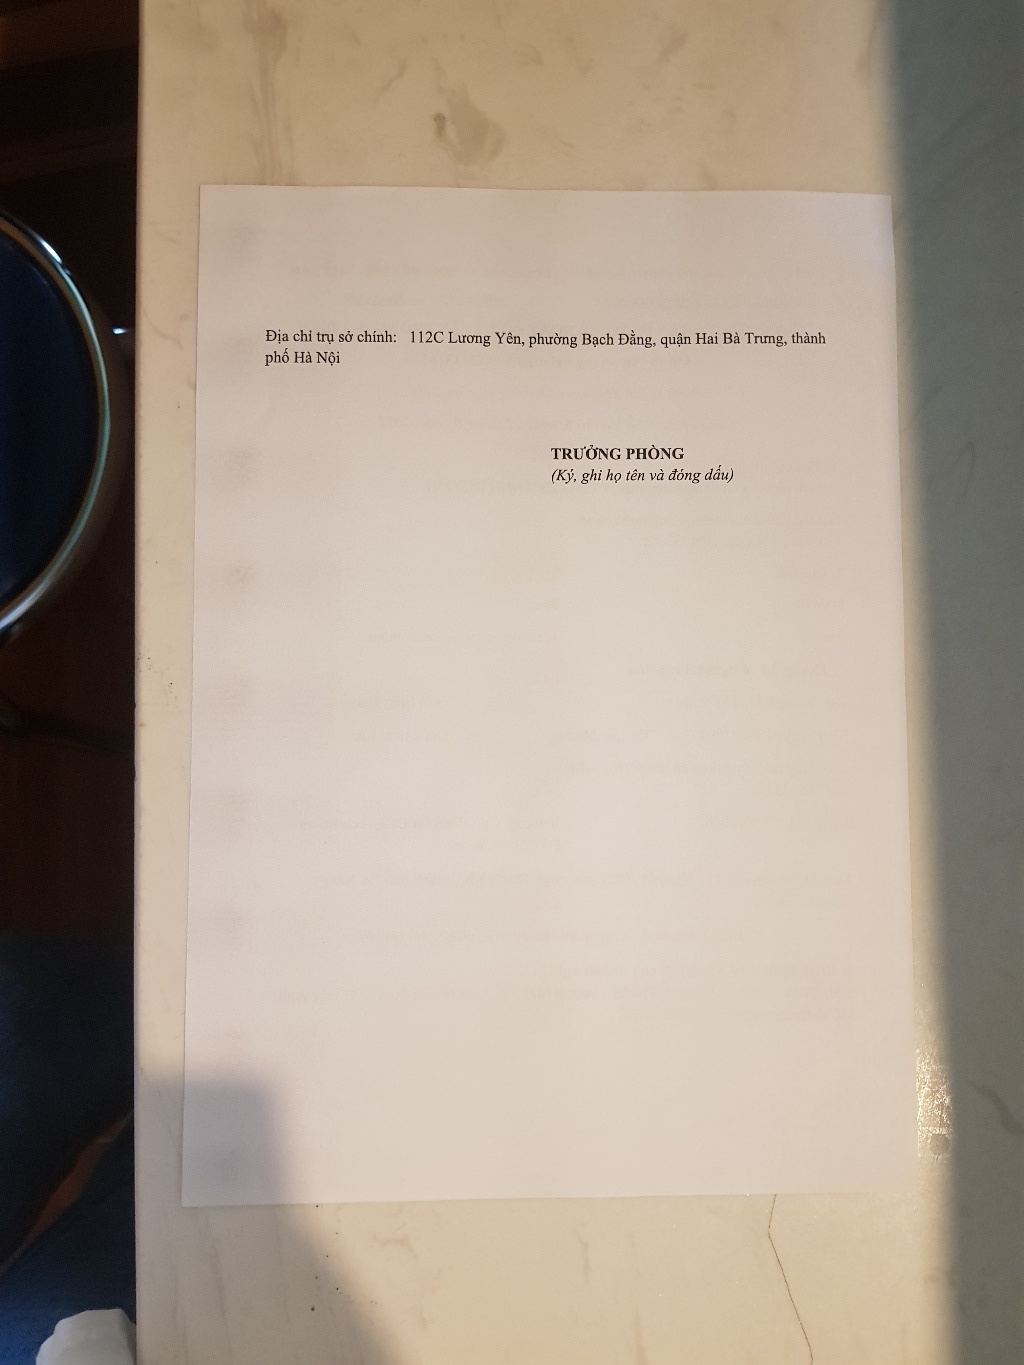 Địa chỉ trụ sở chính: 112C Lương Yên, phường Bạch Đằng, quận Hai Bà Trưng, thành
phố Hà Nội
TRƯỞNG PHÒNG
(Ký, ghi họ tên và đóng dấu)